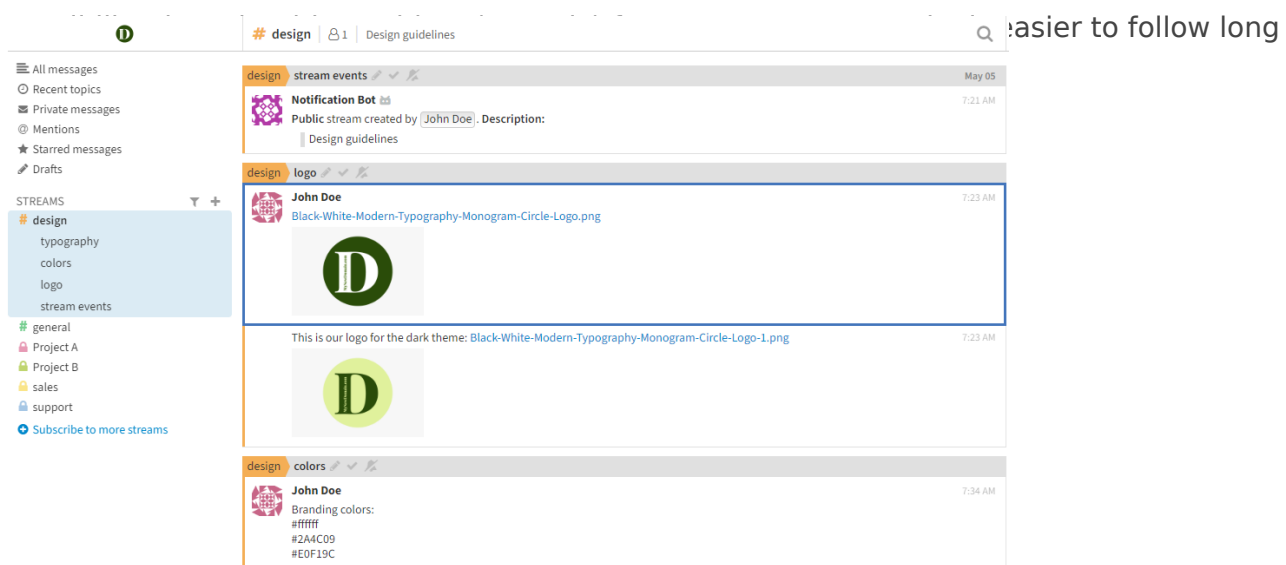 easier to follow long
# design 1 Design guidelines
All messages
Recent topics
Private messages
@ Mentions
Starred messages
Drafts
STREAMS
# design
typography
colors
logo
stream events
# general
Project A
Project B
sales
support
Subscribe to more streams
design stream events May 05
Notification Bot 7:21 AM
Public stream created by John Doe . Description:
Design guidelines
design logo
John Doe 7:23 AM
Black-White-Modern-Typography-Monogram-Circle-Logo.png
D
This is our logo for the dark theme: Black-White-Modern-Typography-Monogram-Circle-Logo-1.png 7:23 AM
D
design colors
John Doe 7:34 AM
Branding colors:
#ffffff
#2A4C09
#E0F19C